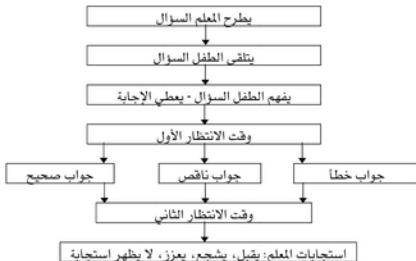 يطرح المعلم السؤال
يتلقى الطفل السؤال
يفهم الطفل السؤال - يعطي الإجابة
وقت الانتظار الأول
جواب خطأ
جواب ناقص
جواب صحيح
وقت الانتظار الثاني
استجابات المعلم: يقبل، يشجع، يعزز، لا يظهر استجابة